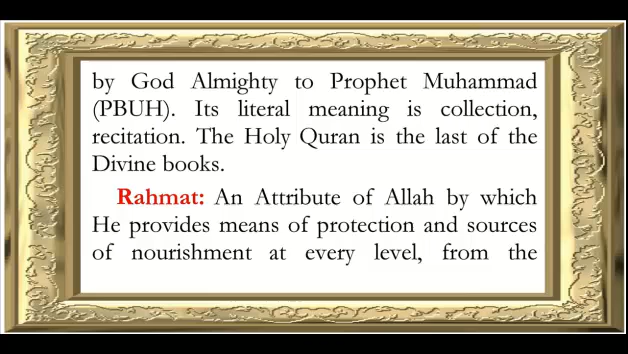 by God Almighty to Prophet Muhammad
(PBUH). Its literal meaning is collection,
recitation. The Holy Quran is the last of the
Divine books.
Rahmat: An Attribute of Allah by which
He provides means of protection and sources
of nourishment at every level, from the